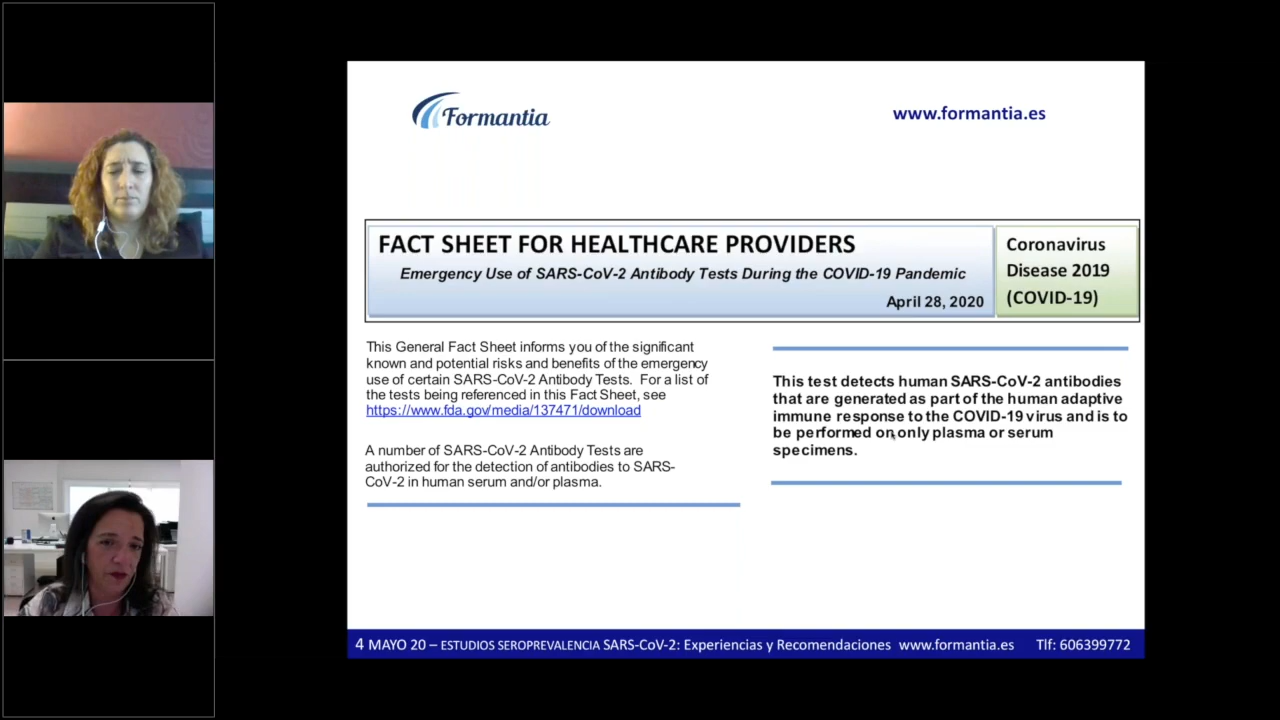 Formantia
www.formantia.es
FACT SHEET FOR HEALTHCARE PROVIDERS
Emergency Use of SARS-CoV-2 Antibody Tests During the COVID-19 Pandemic
April 28, 2020
Coronavirus
Disease 2019
(COVID-19)
This General Fact Sheet informs you of the significant
known and potential risks and benefits of the emergency
use of certain SARS-CoV-2 Antibody Tests. For a list of
the tests being referenced in this Fact Sheet, see
https://www.fda.gov/media/137471/download
A number of SARS-CoV-2 Antibody Tests are
authorized for the detection of antibodies to SARS-
CoV-2 in human serum and/or plasma.
This test detects human SARS-CoV-2 antibodies
that are generated as part of the human adaptive
immune response to the COVID-19 virus and is to
be performed on only plasma or serum
specimens.
4 MAYO 20 – ESTUDIOS SEROPREVALENCIA SARS-CoV-2: Experiencias y Recomendaciones www.formantia.es Tlf: 606399772